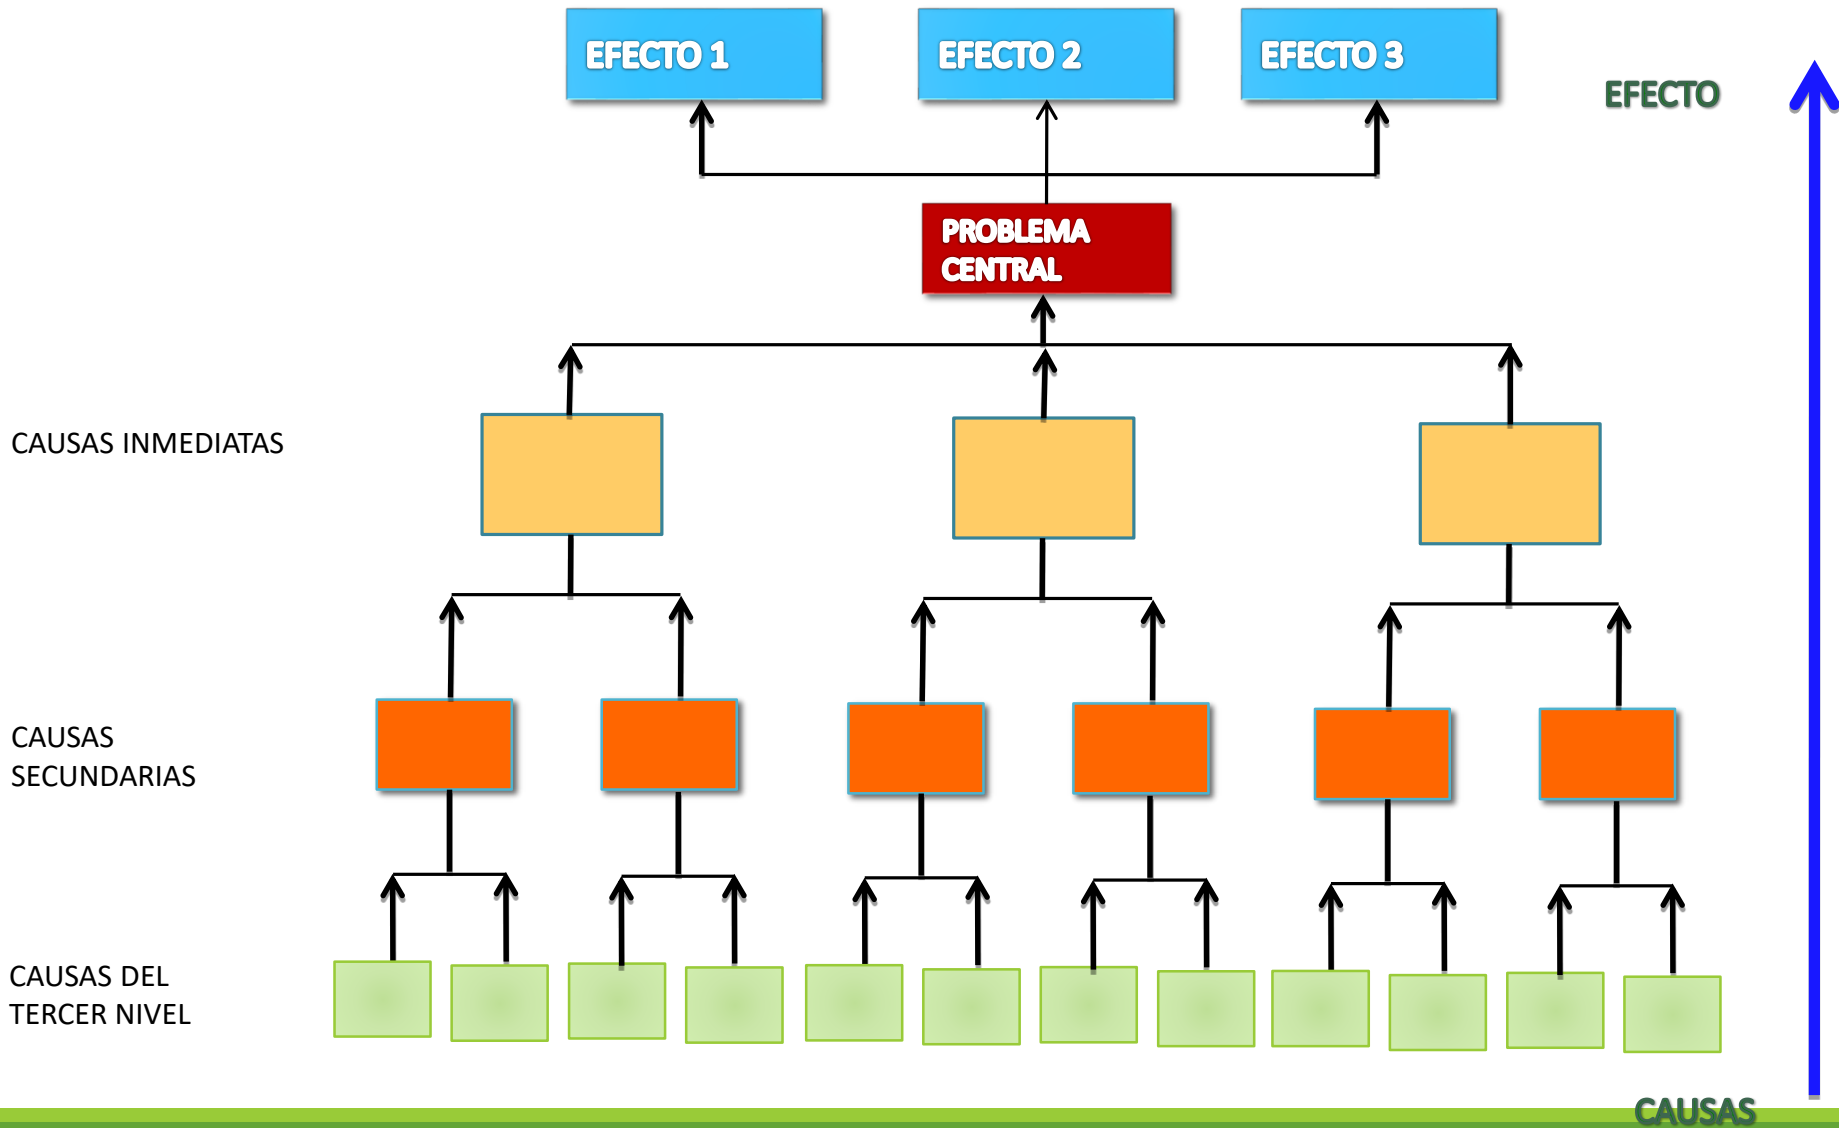 EFECTO 1
EFECTO 2
EFECTO 3
EFECTO
PROBLEMA
CENTRAL
CAUSAS INMEDIATAS
CAUSAS
SECUNDARIAS
CAUSAS DEL
TERCER NIVEL
CAUSAS